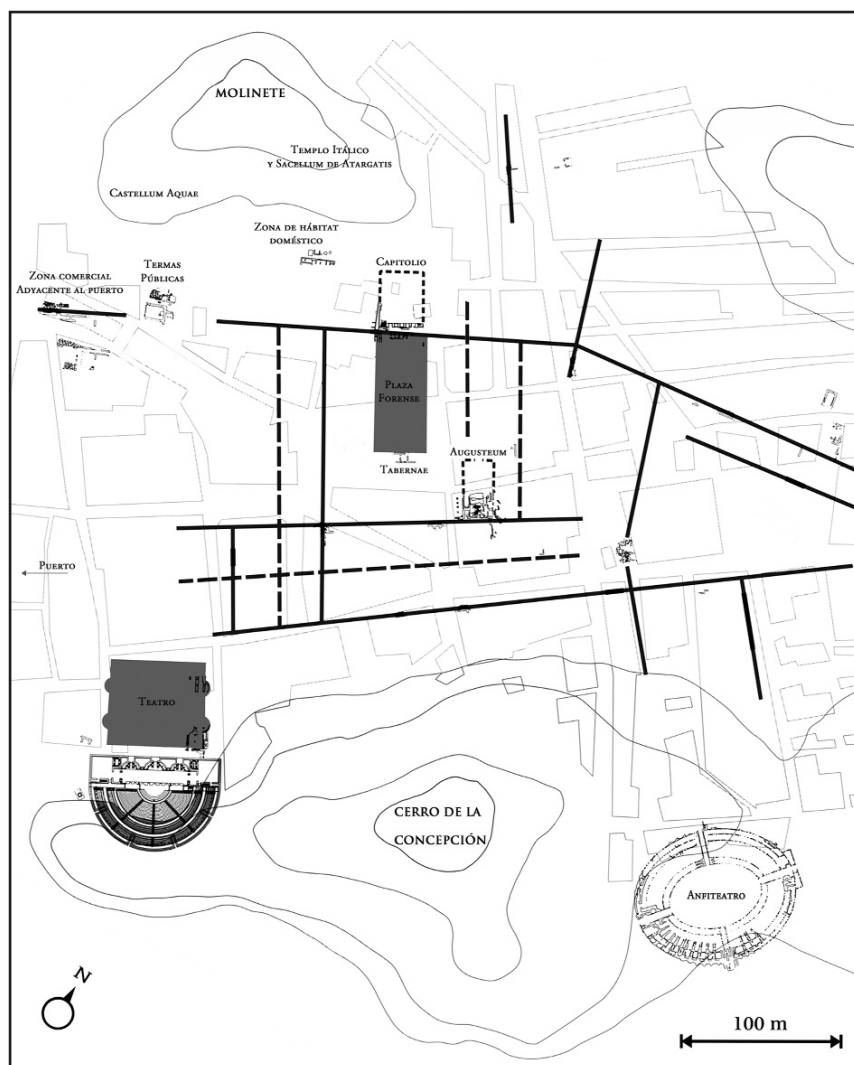 MOLINETE
TEMPLO ITÁLICO
Y SACELLUM DE ATARGATIS
CASTELLUM AQUAE
ZONA DE HÁBITAT
DOMÉSTICO
TERMAS
PÚBLICAS
CAPITOLIO
ZONA COMERCIAL
ADYACENTE AL PUERTO
PLAZA
FORENSE
TABERNAE
AUGUSTEUM
PUERTO
TEATRO
CERRO DE LA
CONCEPCIÓN
ANFITEATRO
N
100 m